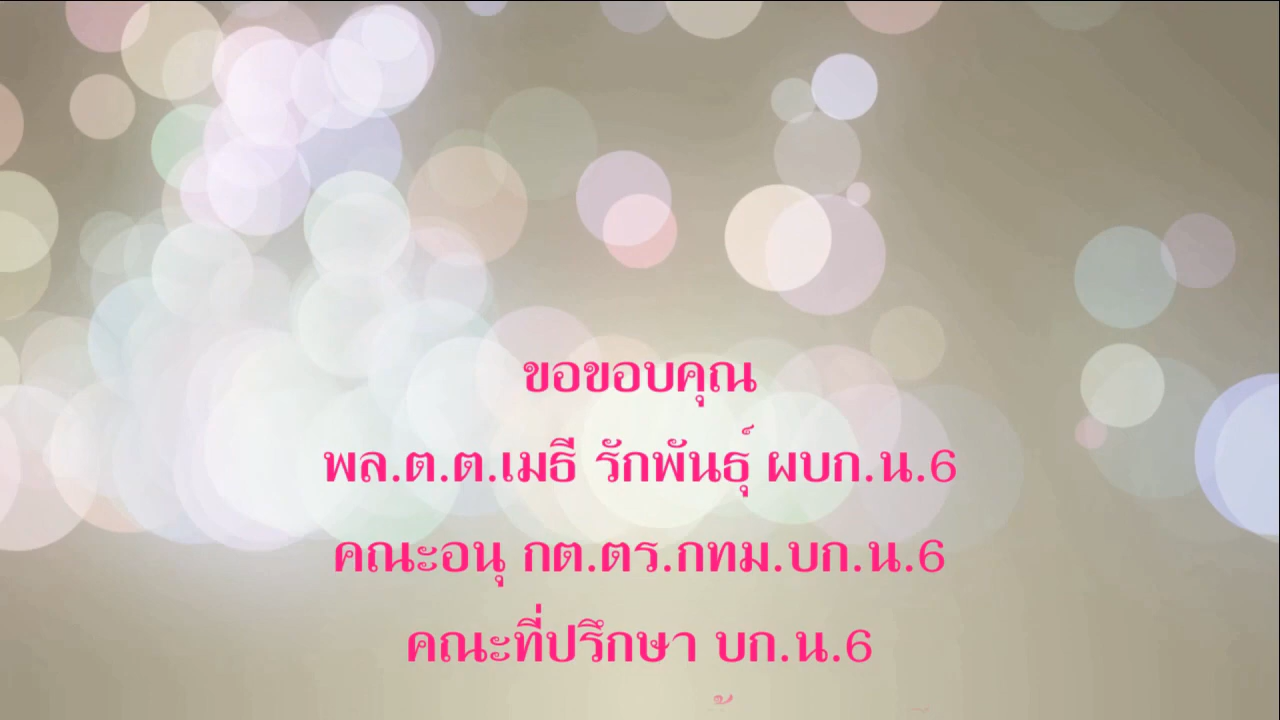 ขอขอบคุณ
พล.ต.ต.เมธี รักพันธุ์ ผบก.น.6
คณะอนุ กต.ตร.กทม.บก.น.6
คณะที่ปรึกษา บก.น.6